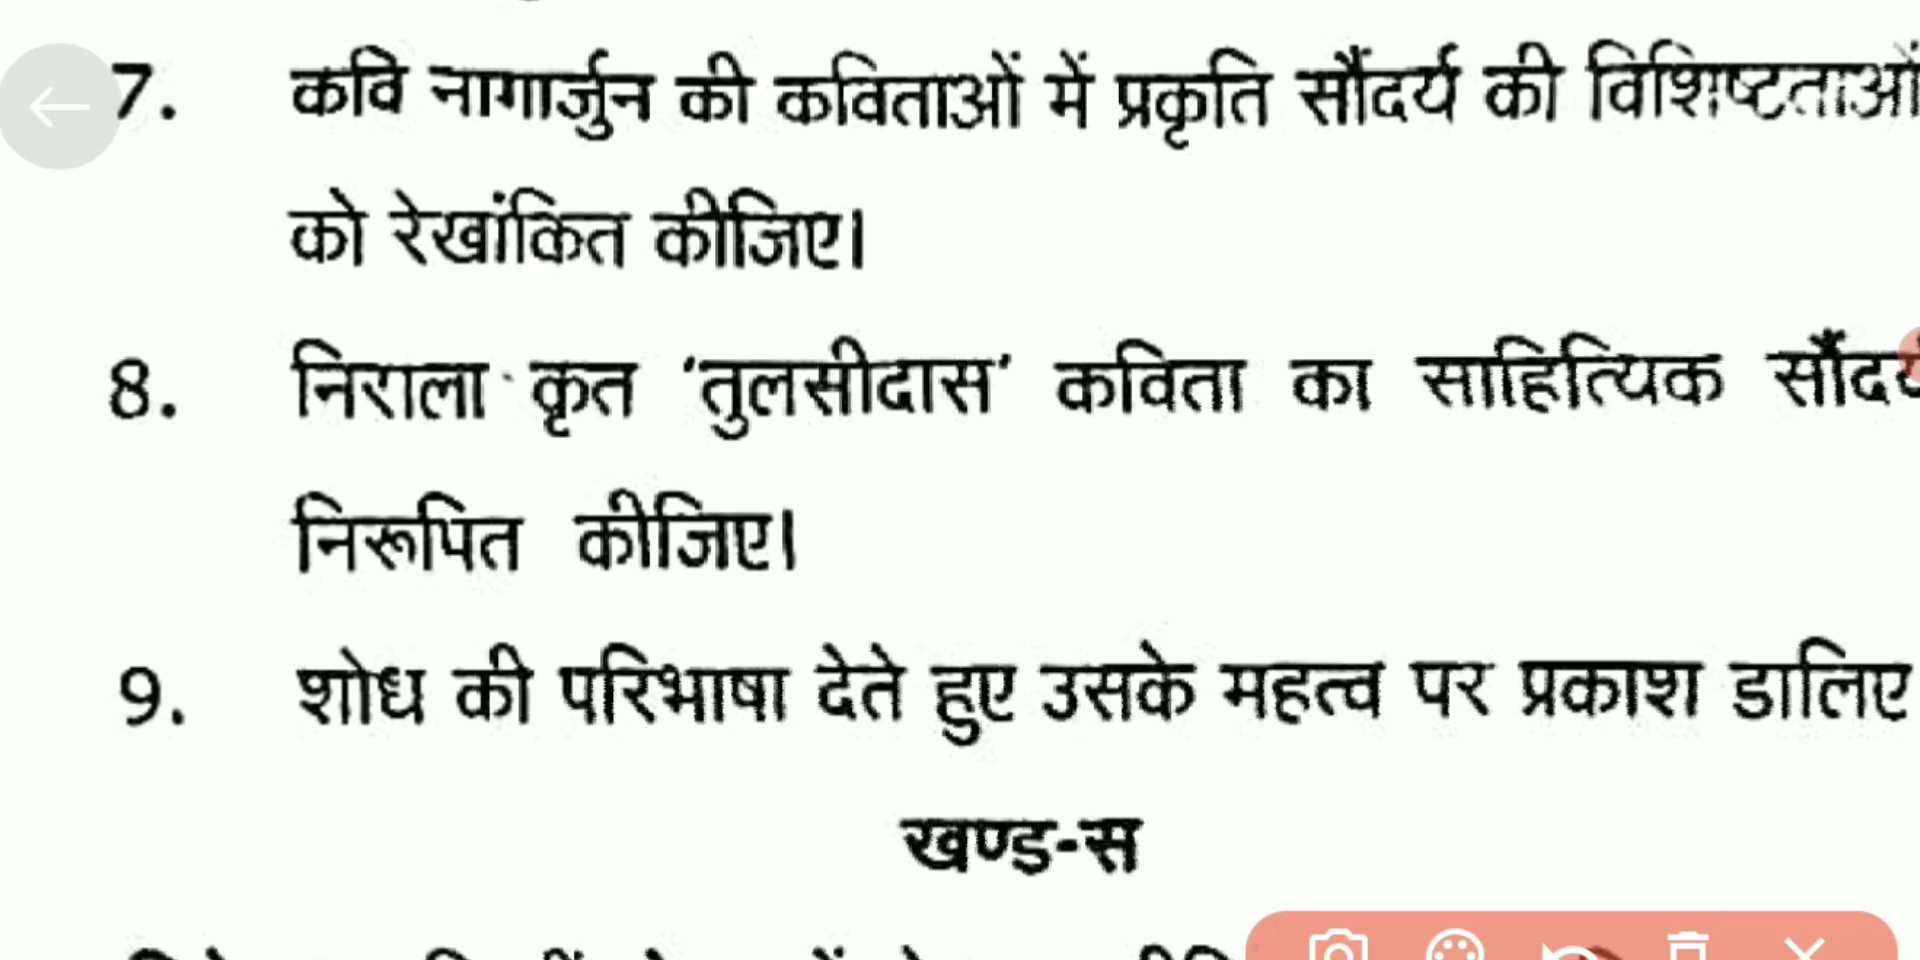 7. कवि नागार्जुन की कविताओं में प्रकृति सौंदर्य की विशिष्टताओं
को रेखांकित कीजिए।
8. निराला कृत 'तुलसीदास' कविता का साहित्यिक
निरूपित कीजिए।
9. शोध की परिभाषा देते हुए उसके महत्व पर प्रकाश डालिए
खण्ड-स